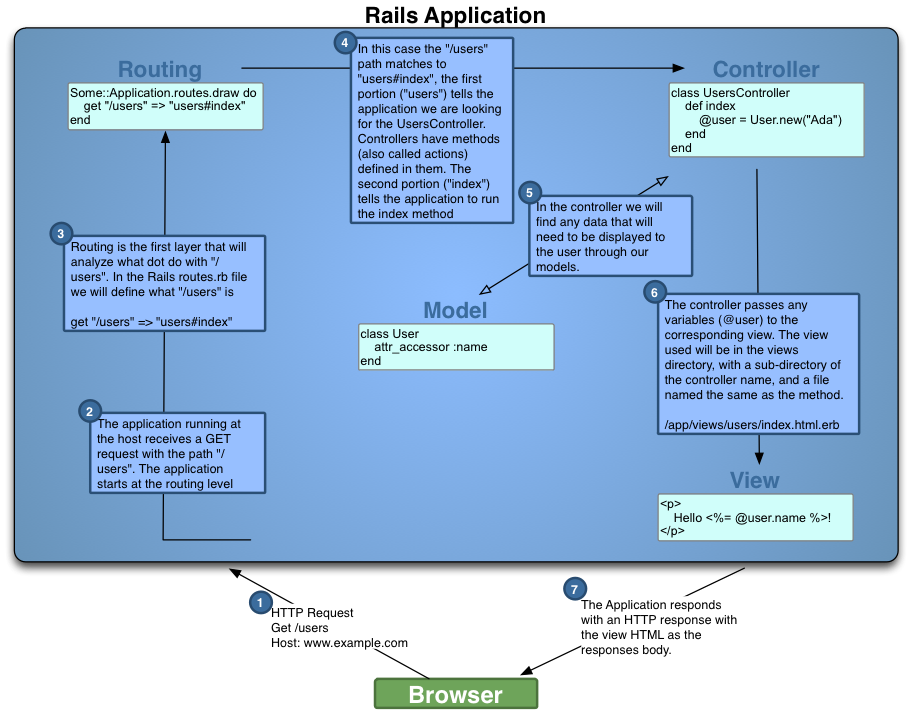 Rails Application
Routing
Some::Application.routes.draw do
get "/users" => "users#index"
end
4
In this case the "/users"
path matches to
"users#index", the first
portion ("users") tells the
application we are looking
for the UsersController.
Controllers have methods
(also called actions)
defined in them. The
second portion ("index")
tells the application to run
the index method
Controller
class UsersController
def index
@user = User.new("Ada")
end
end
5
In the controller we will
find any data that will
need to be displayed to
the user through our
models.
3
Routing is the first layer that will
analyze what dot do with "/
users". In the Rails routes.rb file
we will define what "/users" is
get "/users" => "users#index"
Model
class User
attr_accessor :name
end
6
The controller passes any
variables (@user) to the
corresponding view. The view
used will be in the views
directory, with a sub-directory of
the controller name, and a file
named the same as the method.
/app/views/users/index.html.erb
2
The application running at
the host receives a GET
request with the path "/
users". The application
starts at the routing level
View
<p>
Hello <%= @user.name %>!
</p>
1
HTTP Request
Get /users
Host: www.example.com
7
The Application responds
with an HTTP response with
the view HTML as the
responses body.
Browser